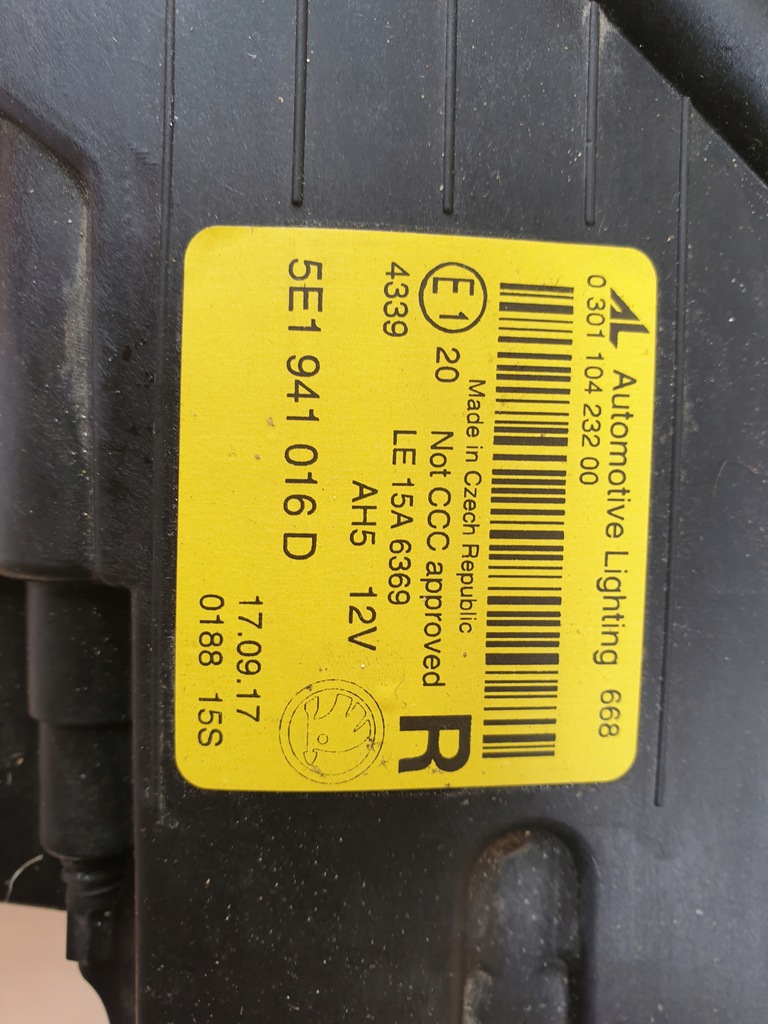 AL Automotive Lighting 668
0 301 104 232 00
Made in Czech Republic
E1 20 Not CCC approved R
4339 LE 15A 6369
AH5 12V
5E1 941 016 D
17.09.17
0188 15S